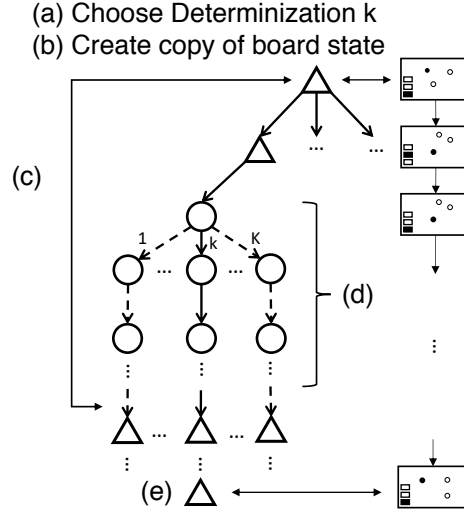 (a) Choose Determinization k
(b) Create copy of board state
... ...
(c)
1 k K
... ...
(d)
... ... ...
...
... ...
... ... ...
(e)